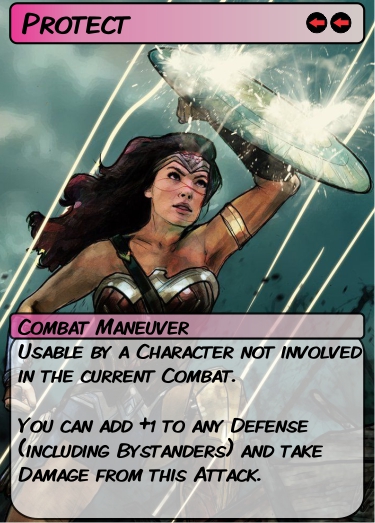 Protect
Combat Maneuver
Usable by a Character not involved
in the current Combat.
You can add +1 to any Defense
(including Bystanders) and take
Damage from this Attack.